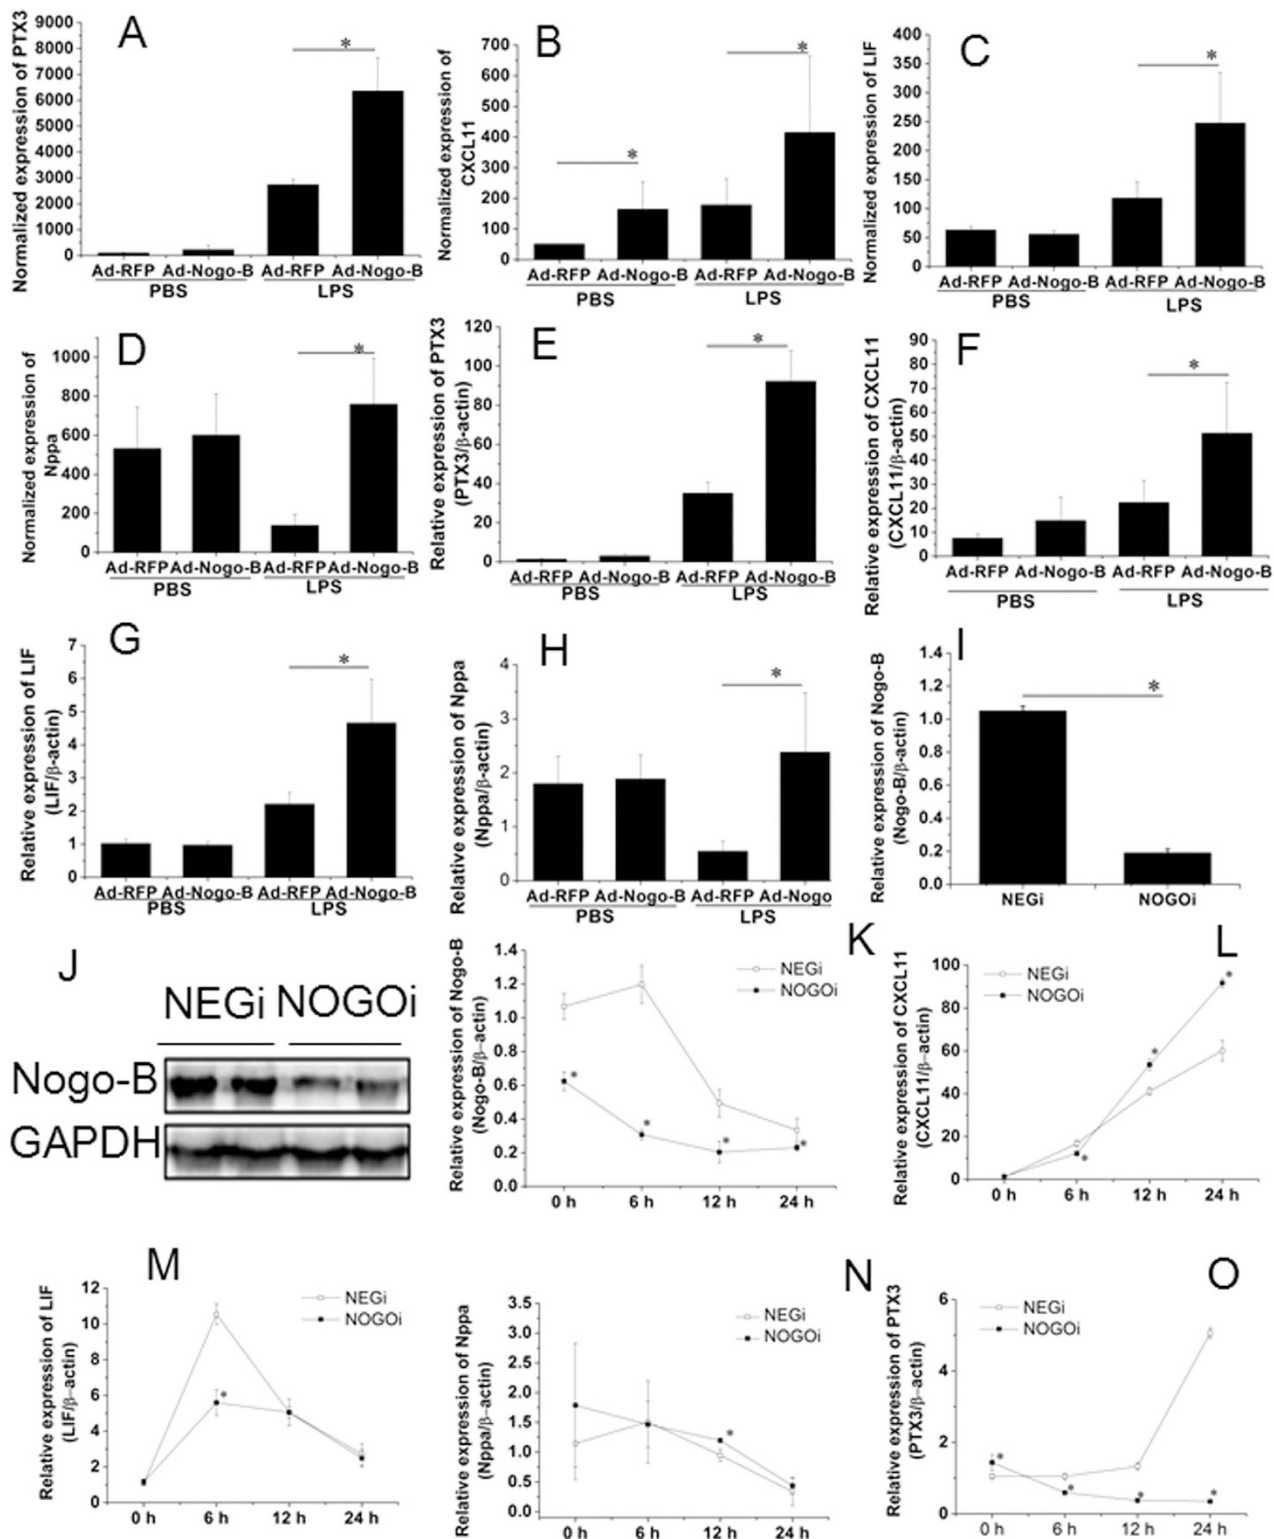 A
Normalized expression of PTX3
9000
8000
7000
6000
5000
4000
3000
2000
1000
0
*
Ad-RFP Ad-Nogo-B Ad-RFP Ad-Nogo-B
PBS LPS
B
Normalized expression of
CXCL11
700
600
500
400
300
200
100
0
*
*
Ad-RFP Ad-Nogo-B Ad-RFP Ad-Nogo-B
PBS LPS
C
Normalized expression of LIF
400
350
300
250
200
150
100
50
0
*
Ad-RFP Ad-Nogo-B Ad-RFP Ad-Nogo-B
PBS LPS
D
Normalized expression of
Nppa
1000
800
600
400
200
0
*
Ad-RFP Ad-Nogo-B Ad-RFP Ad-Nogo-B
PBS LPS
E
Relative expression of PTX3
(PTX3/β-actin)
120
100
80
60
40
20
0
*
Ad-RFP Ad-Nogo-B Ad-RFP Ad-Nogo-B
PBS LPS
F
Relative expression of CXCL11
(CXCL11/β-actin)
90
80
70
60
50
40
30
20
10
0
*
Ad-RFP Ad-Nogo-B Ad-RFP Ad-Nogo-B
PBS LPS
G
Relative expression of LIF
(LIF/β-actin)
7
6
5
4
3
2
1
0
*
Ad-RFP Ad-Nogo-B Ad-RFP Ad-Nogo-B
PBS LPS
H
Relative expression of Nppa
(Nppa/β-actin)
4
3
2
1
0
*
Ad-RFP Ad-Nogo-B Ad-RFP Ad-Nogo
PBS LPS
I
Relative expression of Nogo-B
(Nogo-B/β-actin)
1.4
1.2
1.0
0.8
0.6
0.4
0.2
0.0
*
NEGi NOGOi
J
NEGi NOGOi
Nogo-B
GAPDH
K
Relative expression of Nogo-B
(Nogo-B/β-actin)
1.4
1.2
1.0
0.8
0.6
0.4
0.2
0.0
NEGi
NOGOi
*
*
*
*
0 h 6 h 12 h 24 h
L
Relative expression of CXCL11
(CXCL11/β-actin)
100
80
60
40
20
0
NEGi
NOGOi
*
*
*
0 h 6 h 12 h 24 h
M
Relative expression of LIF
(LIF/β-actin)
12
10
8
6
4
2
0
NEGi
NOGOi
*
0 h 6 h 12 h 24 h
N
Relative expression of Nppa
(Nppa/β-actin)
3.5
3.0
2.5
2.0
1.5
1.0
0.5
0.0
NEGi
NOGOi
*
0 h 6 h 12 h 24 h
O
Relative expression of PTX3
(PTX3/β-actin)
6
4
2
0
NEGi
NOGOi
*
*
*
*
0 h 6 h 12 h 24 h